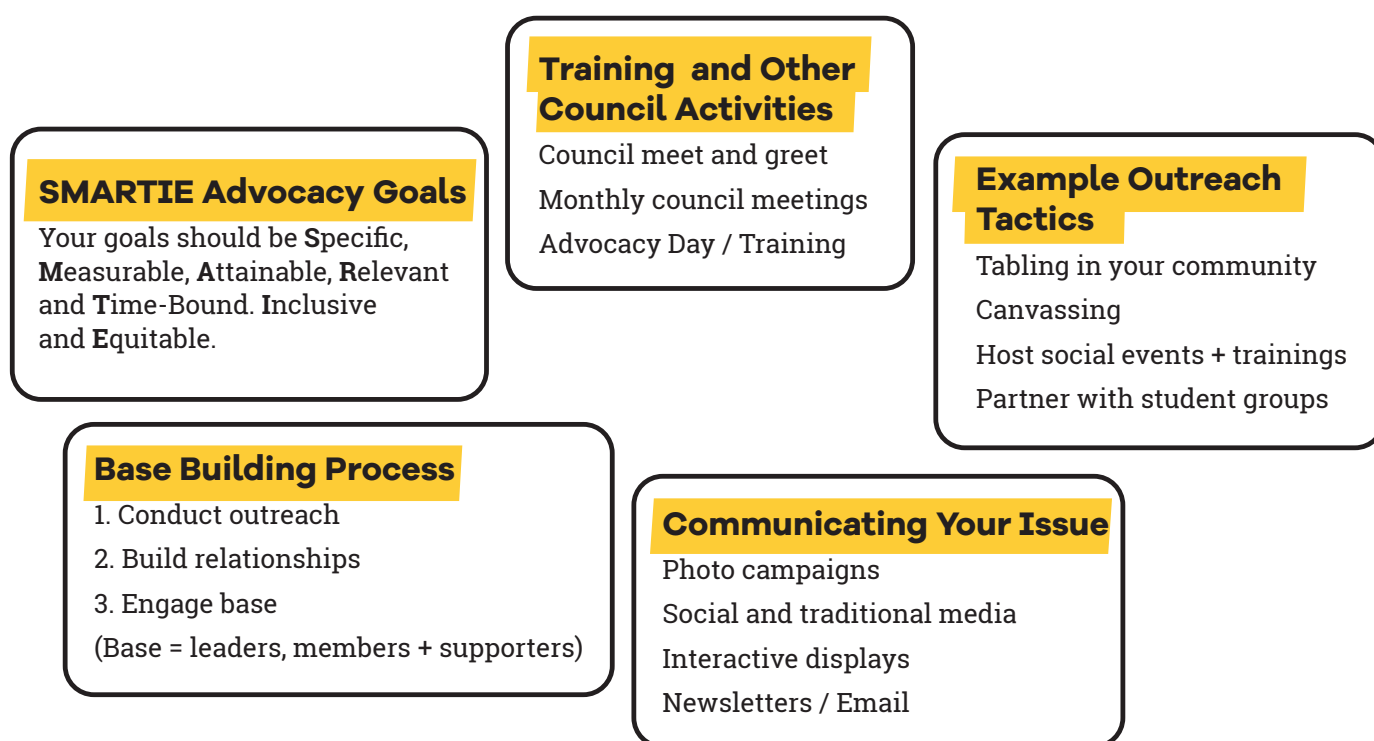 Training and Other
Council Activities
Council meet and greet
Monthly council meetings
Advocacy Day / Training
SMARTIE Advocacy Goals
Your goals should be Specific,
Measurable, Attainable, Relevant
and Time-Bound. Inclusive
and Equitable.
Example Outreach
Tactics
Tabling in your community
Canvassing
Host social events + trainings
Partner with student groups
Base Building Process
1. Conduct outreach
2. Build relationships
3. Engage base
(Base = leaders, members + supporters)
Communicating Your Issue
Photo campaigns
Social and traditional media
Interactive displays
Newsletters / Email